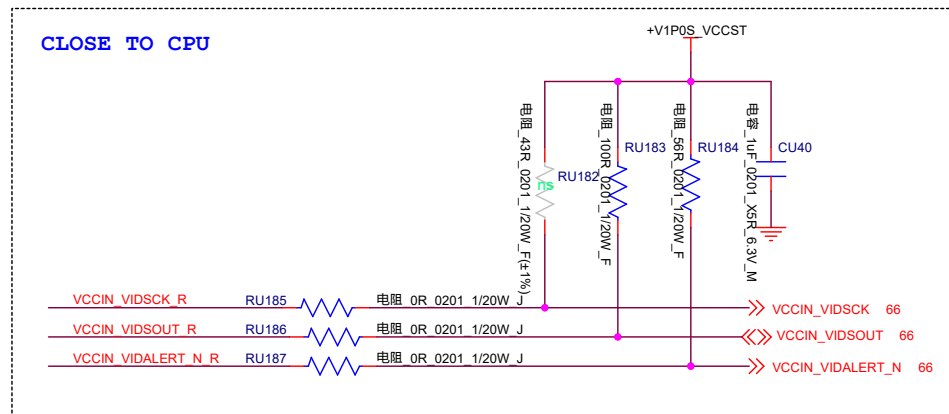 CLOSE TO CPU
+V1P0S_VCCST
电阻_43R_0201_1/20W_F(±1%)
RU182
ns
电阻_100R_0201_1/20W_F
RU183
电阻_56R_0201_1/20W_F
RU184
电容_1uF_0201_X5R_6.3V_M
CU40
VCCIN_VIDSCK_R RU185 电阻_0R_0201_1/20W_J VCCIN_VIDSCK 66
VCCIN_VIDSOUT_R RU186 电阻_0R_0201_1/20W_J VCCIN_VIDSOUT 66
VCCIN_VIDALERT_N_R RU187 电阻_0R_0201_1/20W_J VCCIN_VIDALERT_N 66